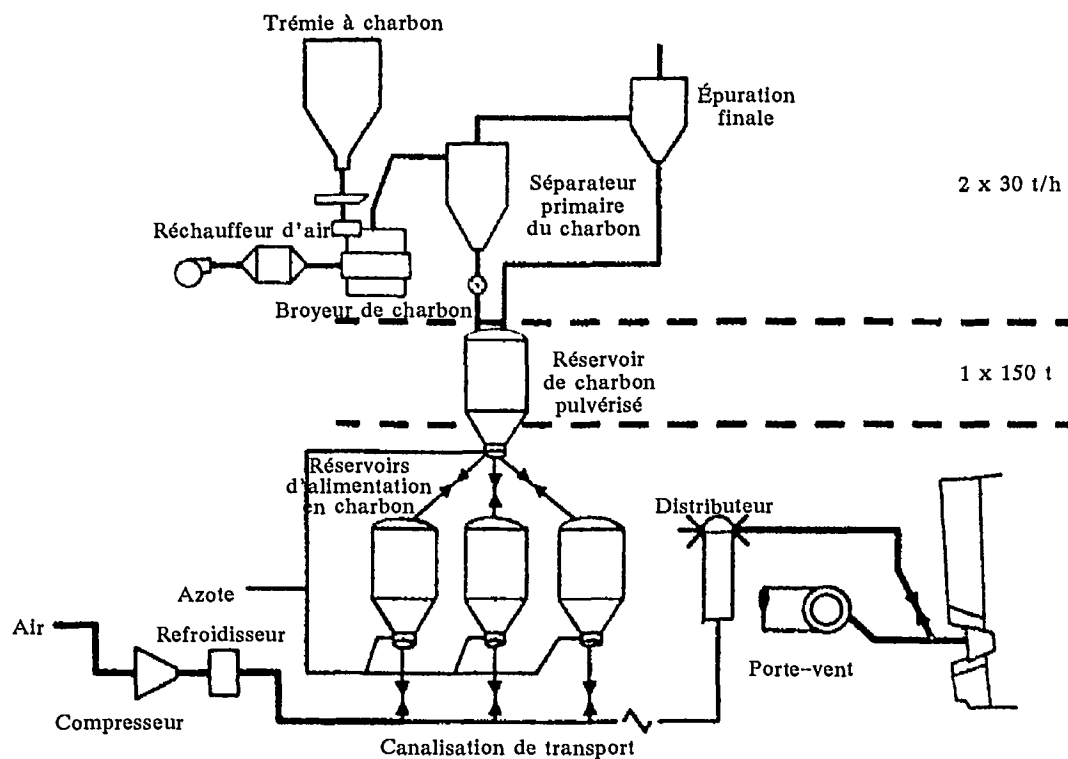 Trémie à charbon
Épuration
finale
Séparateur
primaire
du charbon
2 x 30 t/h
Réchauffeur d'air
Broyeur de charbon
Réservoir
de charbon
pulvérisé
1 x 150 t
Réservoirs
d'alimentation
en charbon
Distributeur
Azote
Air
Refroidisseur
Porte-vent
Compresseur
Canalisation de transport